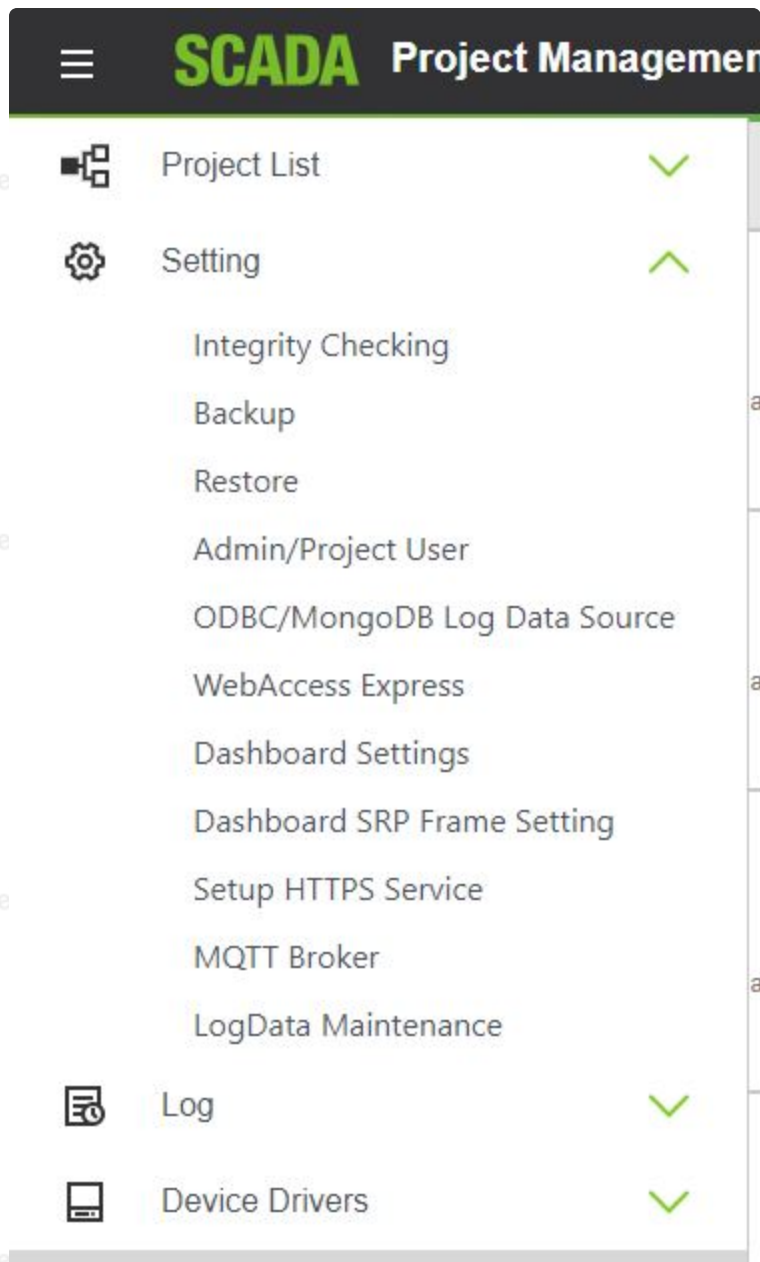 SCADA Project Managemen
Project List
Setting
Integrity Checking
Backup
Restore
Admin/Project User
ODBC/MongoDB Log Data Source
WebAccess Express
Dashboard Settings
Dashboard SRP Frame Setting
Setup HTTPS Service
MQTT Broker
LogData Maintenance
Log
Device Drivers